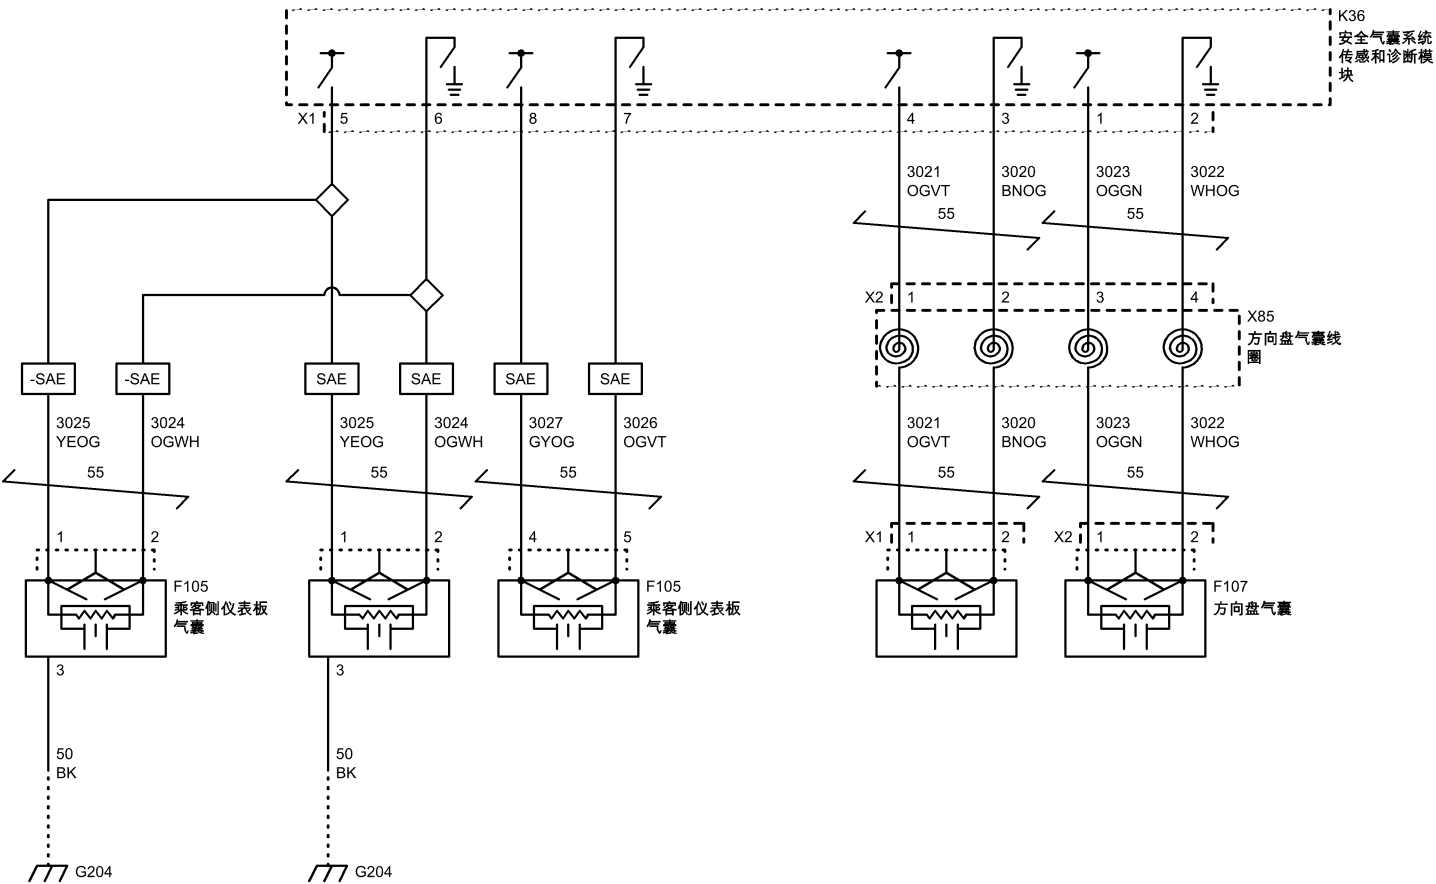 K36
安全气囊系统
传感和诊断模
块
X1 5 6 8 7 4 3 1 2
3021 3020 3023 3022
OGVT BNOG OGGN WHOG
55 55
X2 1 2 3 4
X85
方向盘气囊线
圈
-SAE -SAE SAE SAE SAE SAE
3025 3024 3025 3024 3027 3026 3021 3020 3023 3022
YEOG OGWH YEOG OGWH GYOG OGVT OGVT BNOG OGGN WHOG
55 55 55 55 55
1 2 1 2 4 5 X1 1 2 X2 1 2
F105 F105 F107
乘客侧仪表板 乘客侧仪表板 方向盘气囊
气囊 气囊
3 3
50 50
BK BK
G204 G204